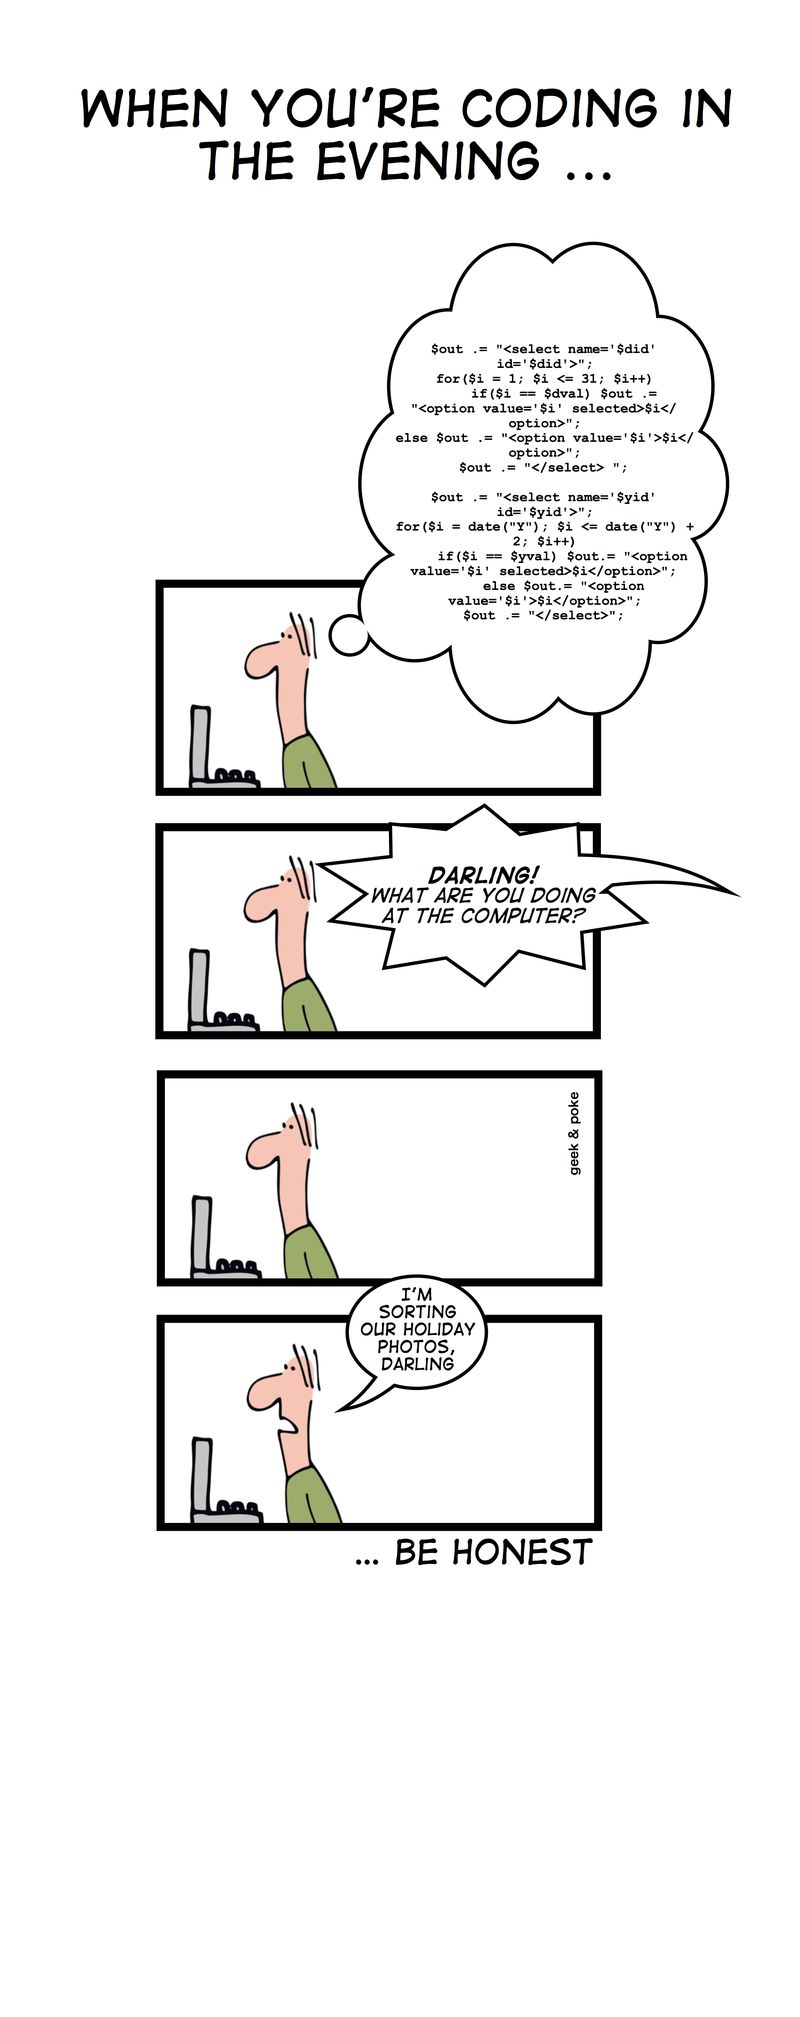 WHEN YOU'RE CODING IN
THE EVENING ...
$out .= "<select name='$did'
id='$did'>";
for($i = 1; $i <= 31; $i++)
if($i == $dval) $out .=
"<option value='$i' selected>$i</
option>";
else $out .= "<option value='$i'>$i</
option>";
$out .= "</select> ";
$out .= "<select name='$yid'
id='$yid'>";
for($i = date("Y"); $i <= date("Y") +
2; $i++)
if($i == $yval) $out.= "<option
value='$i' selected>$i</option>";
else $out.= "<option
value='$i'>$i</option>";
$out .= "</select>";
DARLING!
WHAT ARE YOU DOING
AT THE COMPUTER?
geek & poke
I'M
SORTING
OUR HOLIDAY
PHOTOS,
DARLING
... BE HONEST